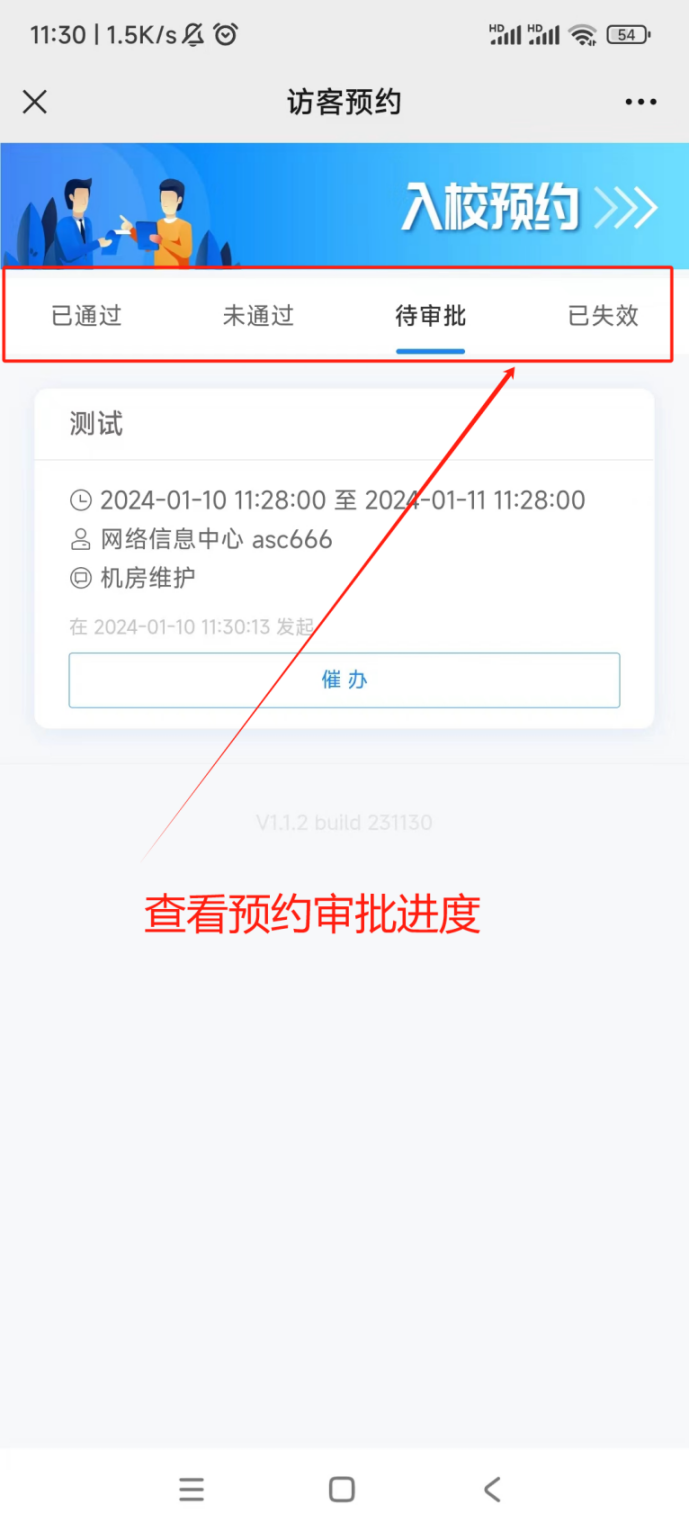 11:30 | 1.5K/s
HD HD 54
访客预约
入校预约
已通过 未通过 待审批 已失效
测试
2024-01-10 11:28:00 至 2024-01-11 11:28:00
网络信息中心 asc666
机房维护
在 2024-01-10 11:30:13 发起
催 办
V1.1.2 build 231130
查看预约审批进度